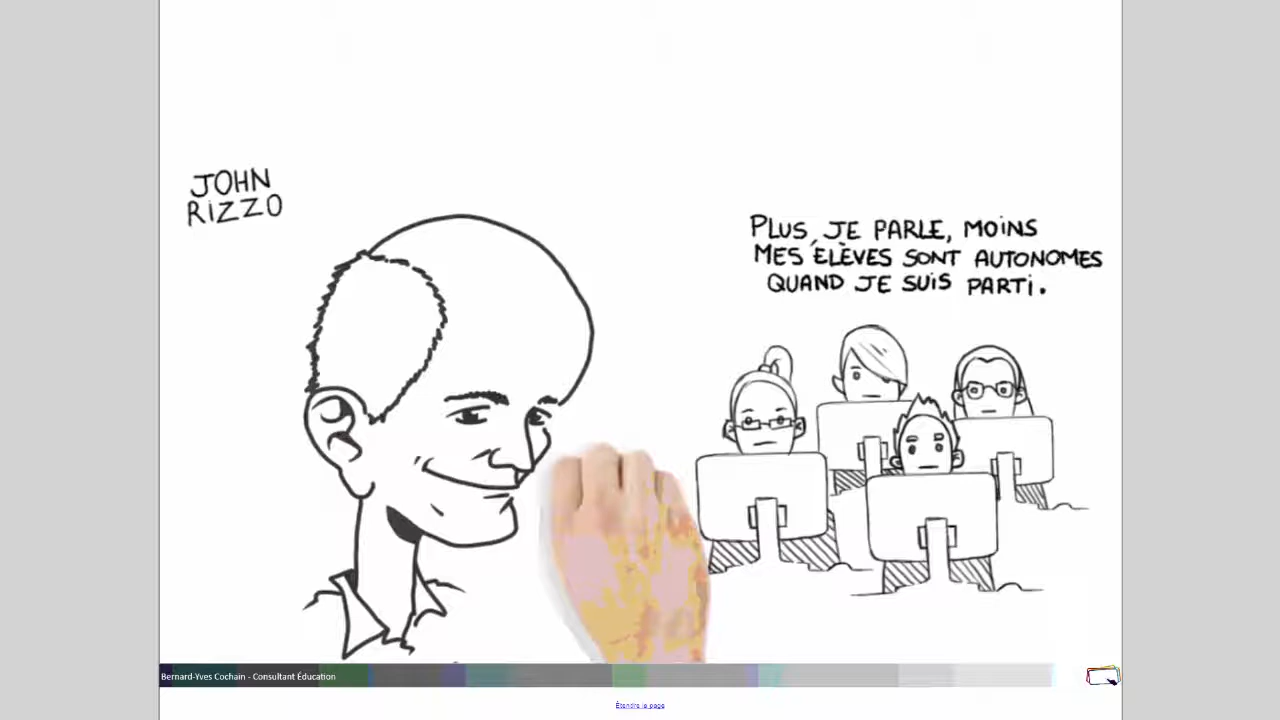 JOHN
RIZZO
PLUS JE PARLE, MOINS
MES ÉLÈVES SONT AUTONOMES
QUAND JE SUIS PARTI.
Bernard-Yves Cochain - Consultant Éducation
Étendre la page